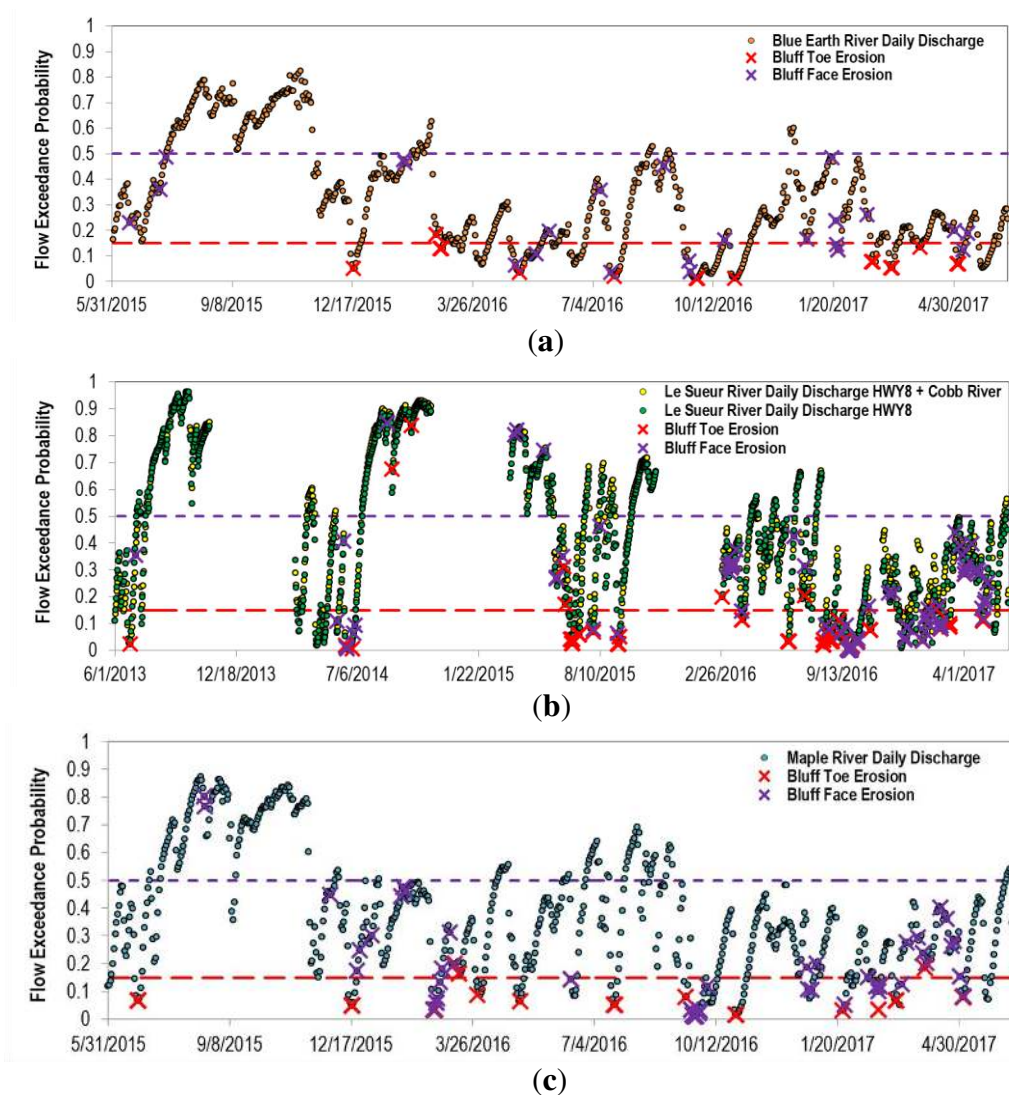 1
0.9
0.8
0.7
0.6
0.5
0.4
0.3
0.2
0.1
0
Flow Exceedance Probability
Blue Earth River Daily Discharge
Bluff Toe Erosion
Bluff Face Erosion
5/31/2015 9/8/2015 12/17/2015 3/26/2016 7/4/2016 10/12/2016 1/20/2017 4/30/2017
(a)
1
0.9
0.8
0.7
0.6
0.5
0.4
0.3
0.2
0.1
0
Flow Exceedance Probability
Le Sueur River Daily Discharge HWY8 + Cobb River
Le Sueur River Daily Discharge HWY8
Bluff Toe Erosion
Bluff Face Erosion
6/1/2013 12/18/2013 7/6/2014 1/22/2015 8/10/2015 2/26/2016 9/13/2016 4/1/2017
(b)
1
0.9
0.8
0.7
0.6
0.5
0.4
0.3
0.2
0.1
0
Flow Exceedance Probability
Maple River Daily Discharge
Bluff Toe Erosion
Bluff Face Erosion
5/31/2015 9/8/2015 12/17/2015 3/26/2016 7/4/2016 10/12/2016 1/20/2017 4/30/2017
(c)